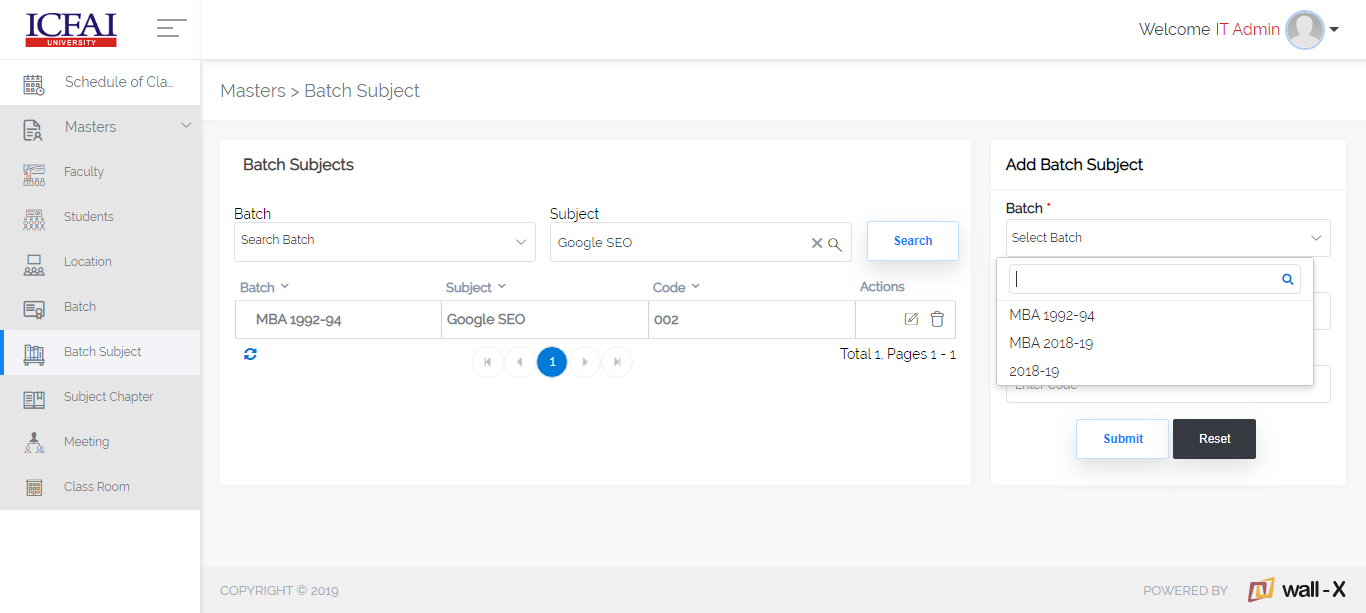 ICFAI
UNIVERSITY
Welcome IT Admin
Schedule of Cla...
Masters
Faculty
Students
Location
Batch
Batch Subject
Subject Chapter
Meeting
Class Room
Masters > Batch Subject
Batch Subjects
Batch
Search Batch
Subject
Google SEO
Search
Batch Subject Code Actions
MBA 1992-94 Google SEO 002
1
Total 1, Pages 1 - 1
Add Batch Subject
Batch *
Select Batch
MBA 1992-94
MBA 2018-19
2018-19
Enter Code
Submit Reset
COPYRIGHT © 2019
POWERED BY wall-X